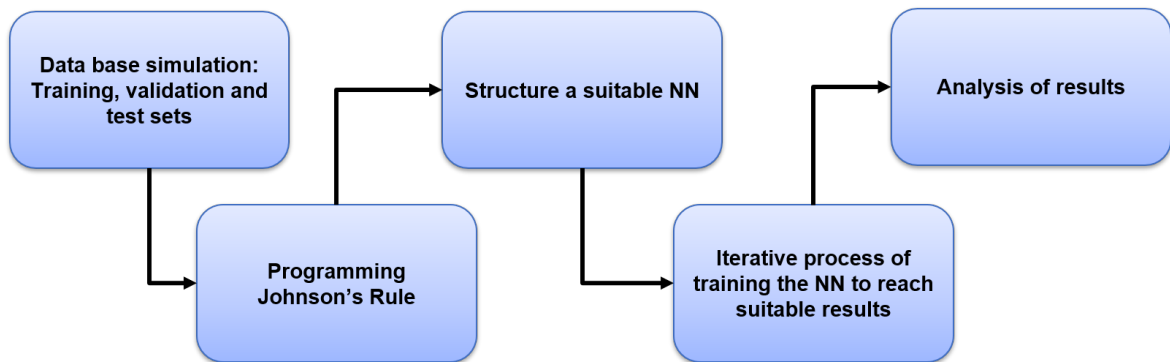 Data base simulation:
Training, validation and
test sets
Programming
Johnson’s Rule
Structure a suitable NN
Iterative process of
training the NN to reach
suitable results
Analysis of results